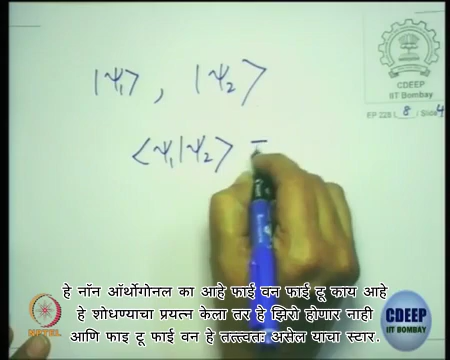 |ψ₁⟩ , |ψ₂⟩
⟨ψ₁|ψ₂⟩ =
CDEEP
IIT Bombay
EP 228 L 8 / Slide 4
हे नॉन ऑर्थोगोनल का आहे फाई वन फाई टू काय आहे
हे शोधण्याचा प्रयत्न केला तर हे झिरो होणार नाही
आणि फाइ टू फाई वन हे तत्त्वतः असेल याचा स्टार.
CDEEP
IIT BOMBAY